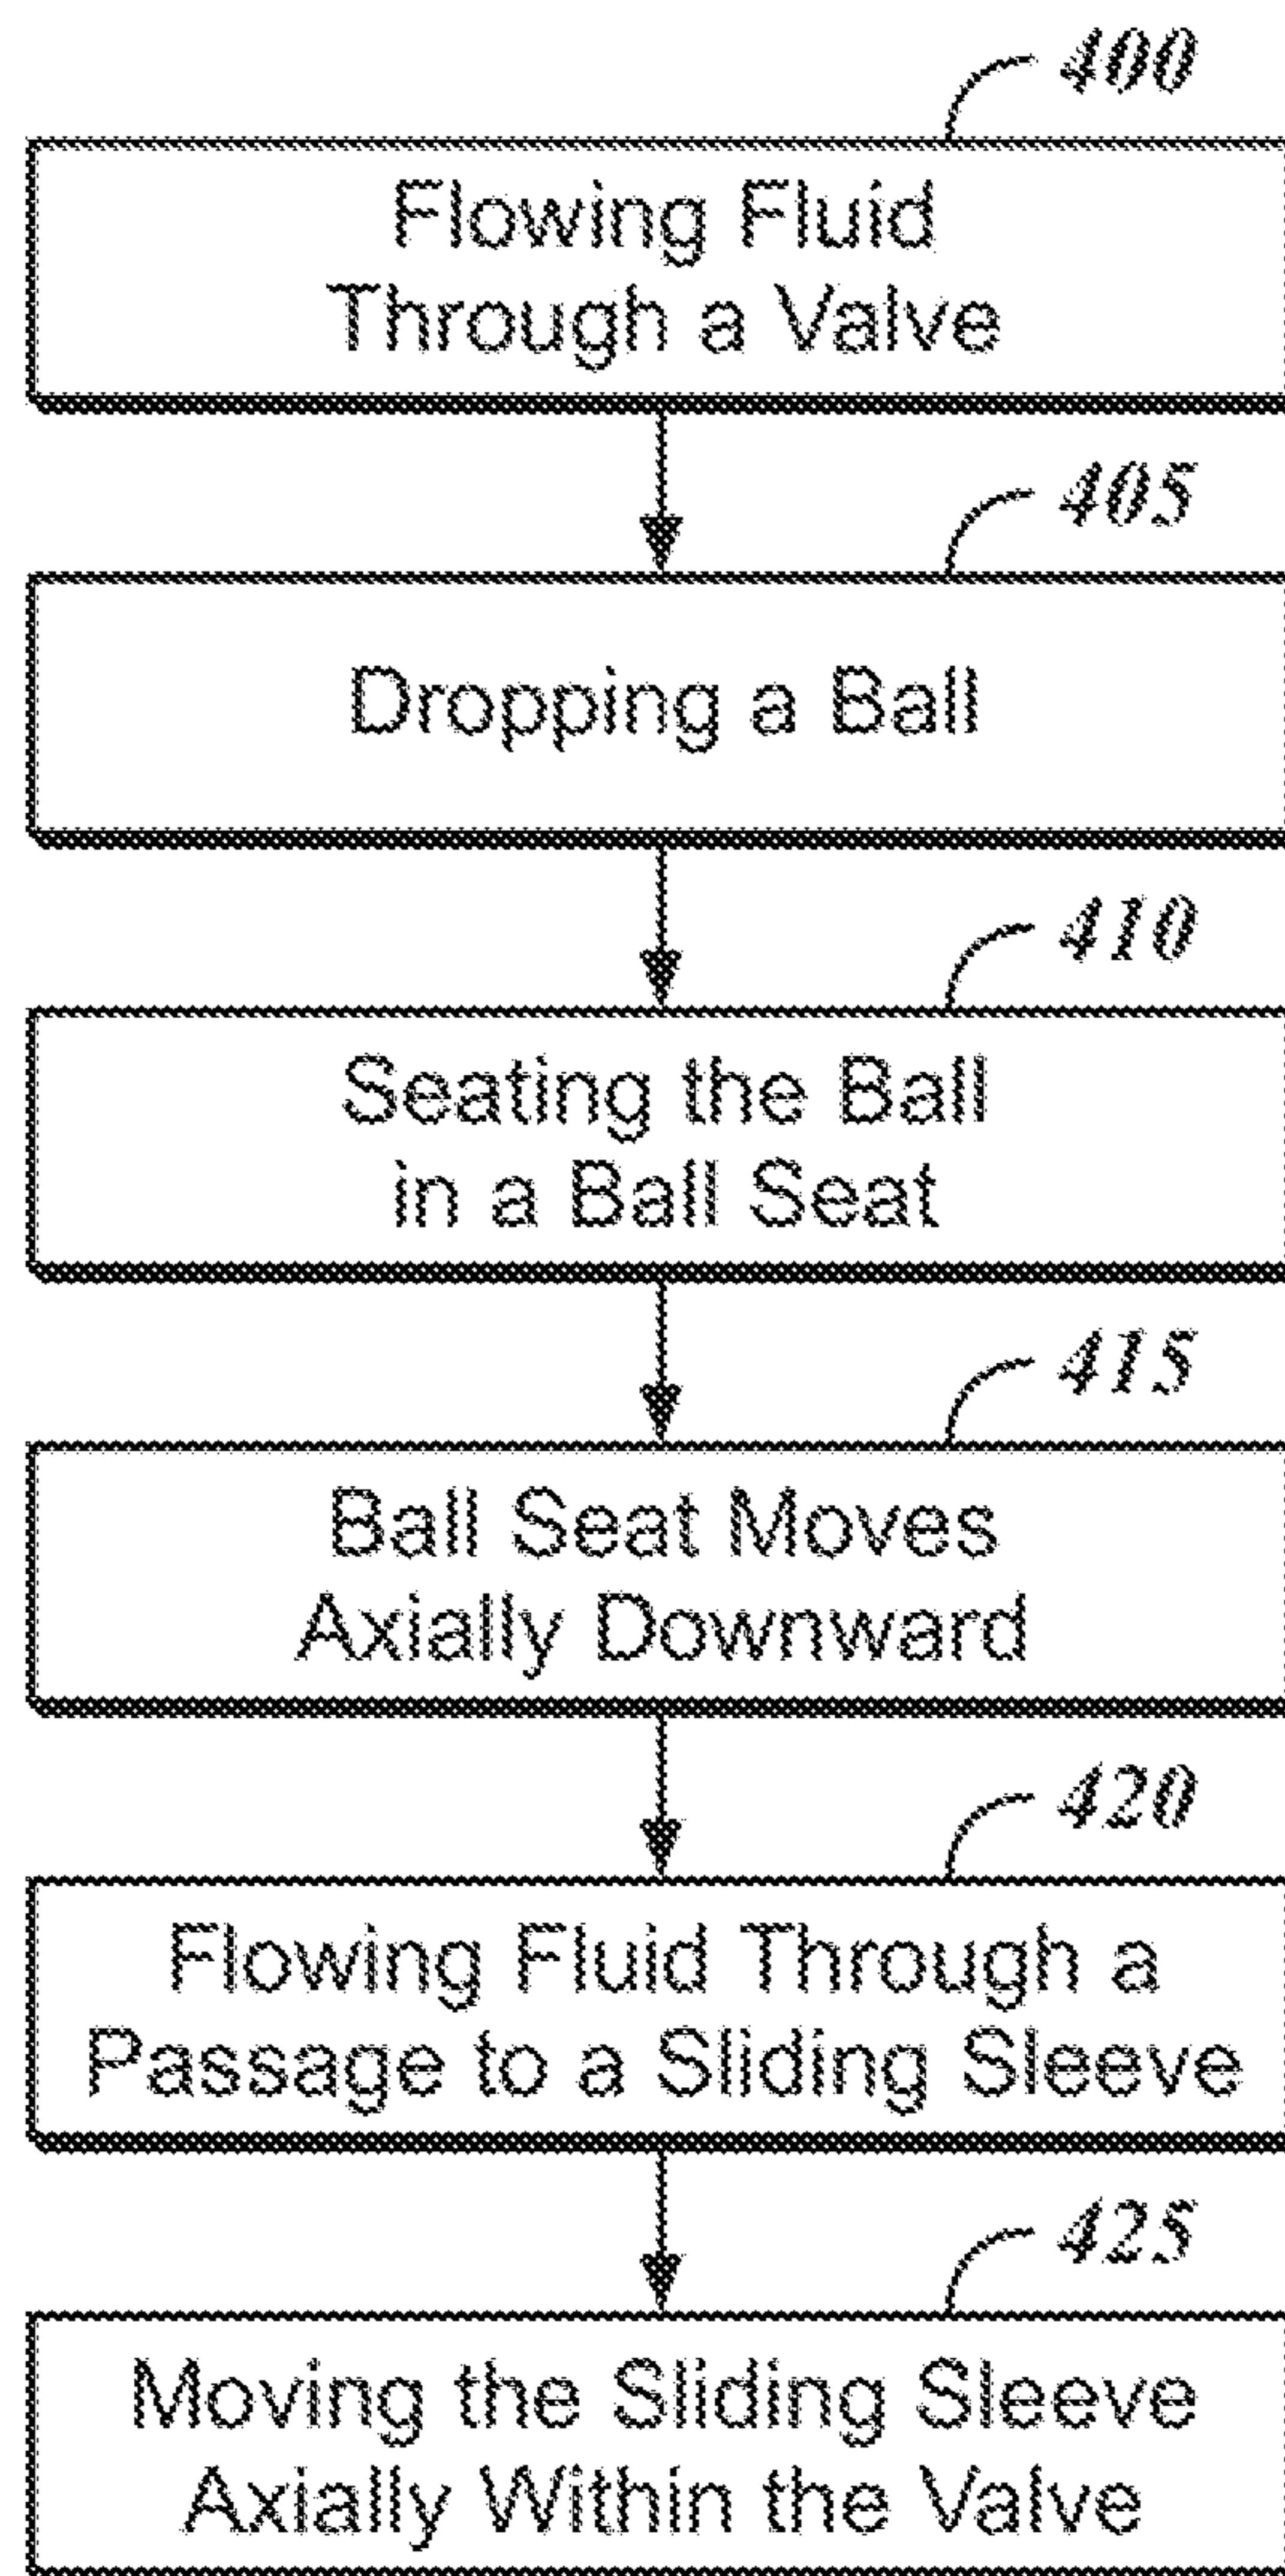 400
Flowing Fluid
Through a Valve
405
Dropping a Ball
410
Seating the Ball
in a Ball Seat
415
Ball Seat Moves
Axially Downward
420
Flowing Fluid Through a
Passage to a Sliding Sleeve
425
Moving the Sliding Sleeve
Axially Within the Valve